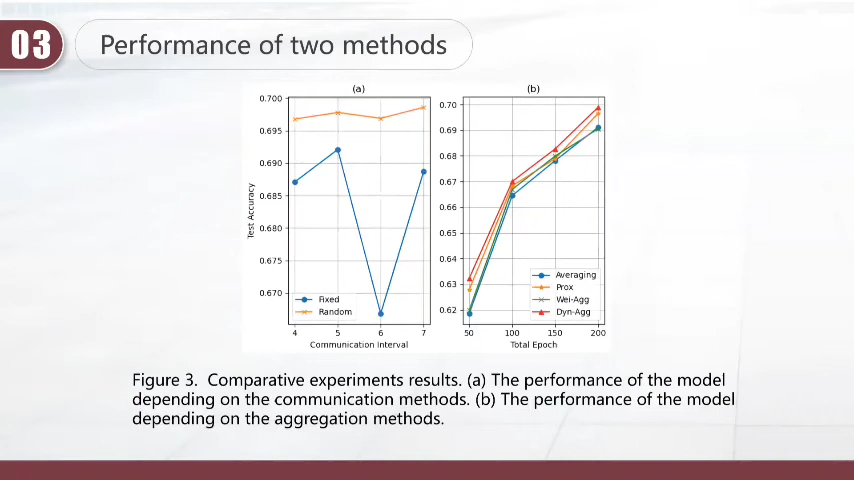 03
Performance of two methods
(a)
0.700
0.695
0.690
0.685
0.680
0.675
0.670
Test Accuracy
Fixed
Random
4 5 6 7
Communication Interval
(b)
0.70
0.69
0.68
0.67
0.66
0.65
0.64
0.63
0.62
Averaging
Prox
Wei-Agg
Dyn-Agg
50 100 150 200
Total Epoch
Figure 3. Comparative experiments results. (a) The performance of the model
depending on the communication methods. (b) The performance of the model
depending on the aggregation methods.